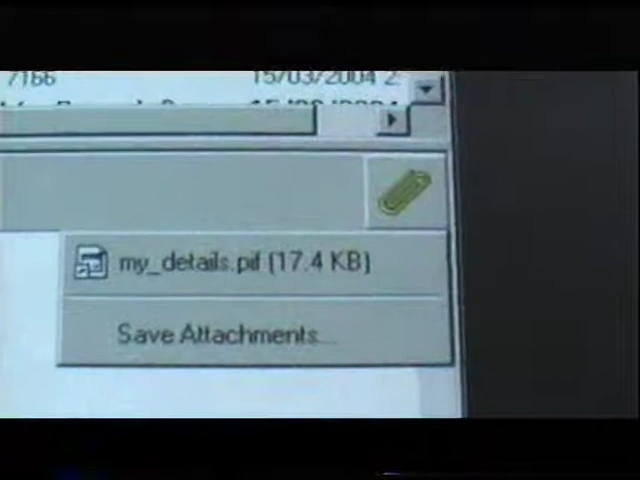 7166 15/03/2004 2
my_details.pif (17.4 KB)
Save Attachments...